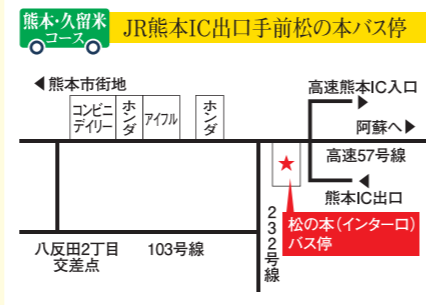 熊本・久留米
コース
JR熊本IC出口手前松の本バス停
◀熊本市街地
高速熊本IC入口
コンビニ
デイリー
ホンダ
アイフル
ホンダ
阿蘇へ▶
高速57号線
熊本IC出口
★
232号線
松の本（インター口）
バス停
八反田2丁目
交差点
103号線